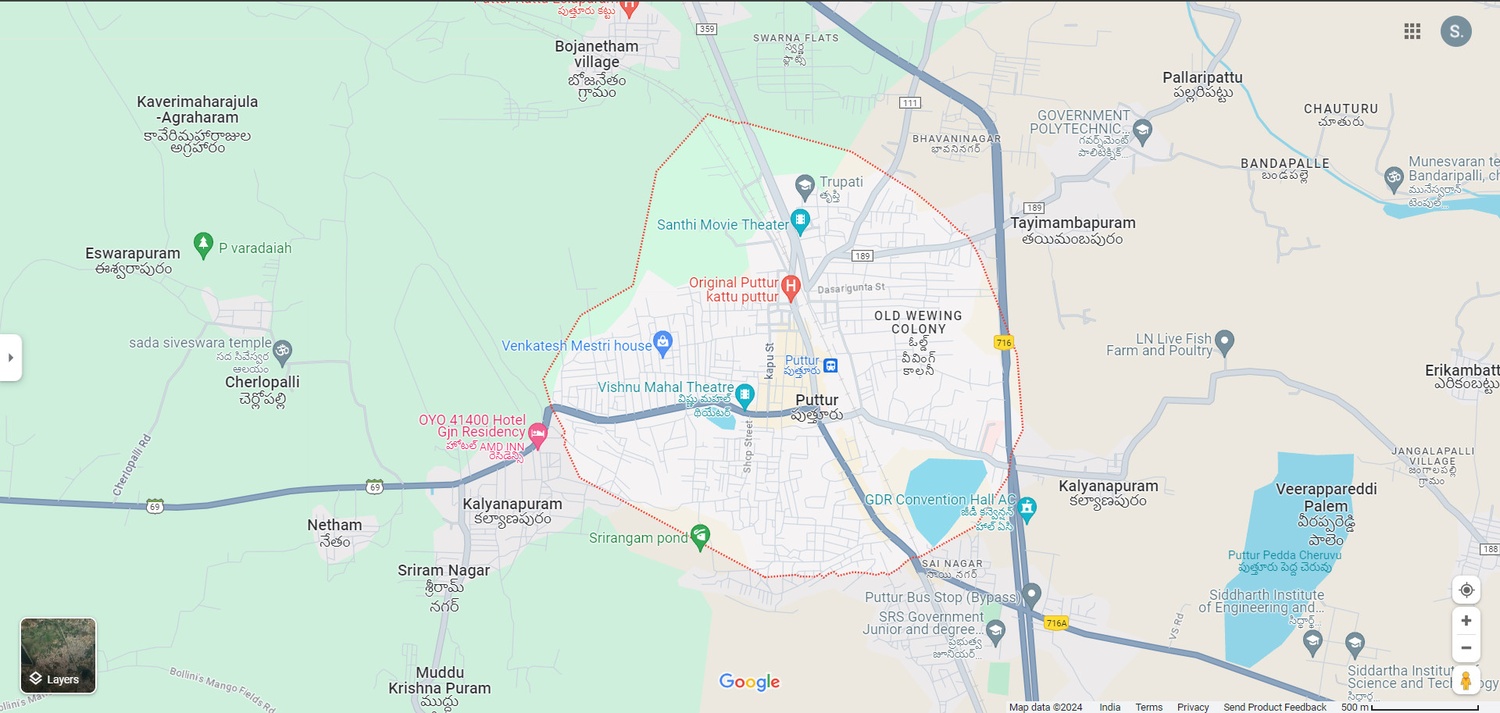 పుత్తూరు కట్టు
359
SWARNA FLATS
స్వర్ణ
ఫ్లాట్స్
S.
Bojanetham
village
బోజనేతం
గ్రామం
Pallaripattu
పల్లరిపట్టు
Kaverimaharajula
-Agraharam
కావేరిమహారాజుల
అగ్రహారం
111
CHAUTURU
చూతురు
GOVERNMENT
POLYTECHNIC...
గవర్నమెంట్
పాలిటెక్నిక్...
BHAVANINAGAR
భావనినగర్
BANDAPALLE
బండపల్లె
Munesvaran te
Bandaripalli, ch
మునేస్వరాన్
టెంపుల్...
Trupati
తృప్తి
189
Santhi Movie Theater
Tayimambapuram
తయిమంబపురం
Eswarapuram
ఈశ్వరాపురం
P varadaiah
189
Original Puttur
kattu puttur
Dasarigunta St
OLD WEWING
COLONY
ఓల్డ్
వీవింగ్
కాలనీ
716
LN Live Fish
Farm and Poultry
sada siveswara temple
సద సివేస్వర
ఆలయం
Venkatesh Mestri house
kapu St
Puttur
పుత్తూరు
Cherlopalli
చెర్లోపల్లి
Erikambatt
ఎరికంబట్టు
Vishnu Mahal Theatre
విష్ణు మహల్
థియేటర్
Puttur
పుత్తూరు
OYO 41400 Hotel
Gjn Residency
హోటల్ AMD INN
రేసిడెన్సీ
Shop Street
Cherlopalli Rd
JANGALAPALLI
VILLAGE
జంగాలపల్లి
గ్రామం
69
69
Kalyanapuram
కల్యాణపురం
GDR Convention Hall AC
జీడీ కన్వెన్షన్
హాల్ ఏసి
Kalyanapuram
కల్యాణపురం
Veerappareddi
Palem
వీరప్పరెడ్డి
పాలెం
Netham
నేతం
Srirangam pond
188
Puttur Pedda Cheruvu
పుత్తూరు పెద్ద చెరువు
Sriram Nagar
శ్రీరామ్
నగర్
SAI NAGAR
సాయి నగర్
Puttur Bus Stop (Bypass)
Siddharth Institute
of Engineering and...
సిద్ధార్థ్...
SRS Government
Junior and degree...
ప్రభుత్వ
జూనియర్...
716A
VS Rd
Muddu
Krishna Puram
ముద్దు
Bollini's Mango Fields Rd
Layers
Google
Siddartha Institut
Science and Technology
సిద్ధార్థ...
Map data ©2024 India Terms Privacy Send Product Feedback 500 m